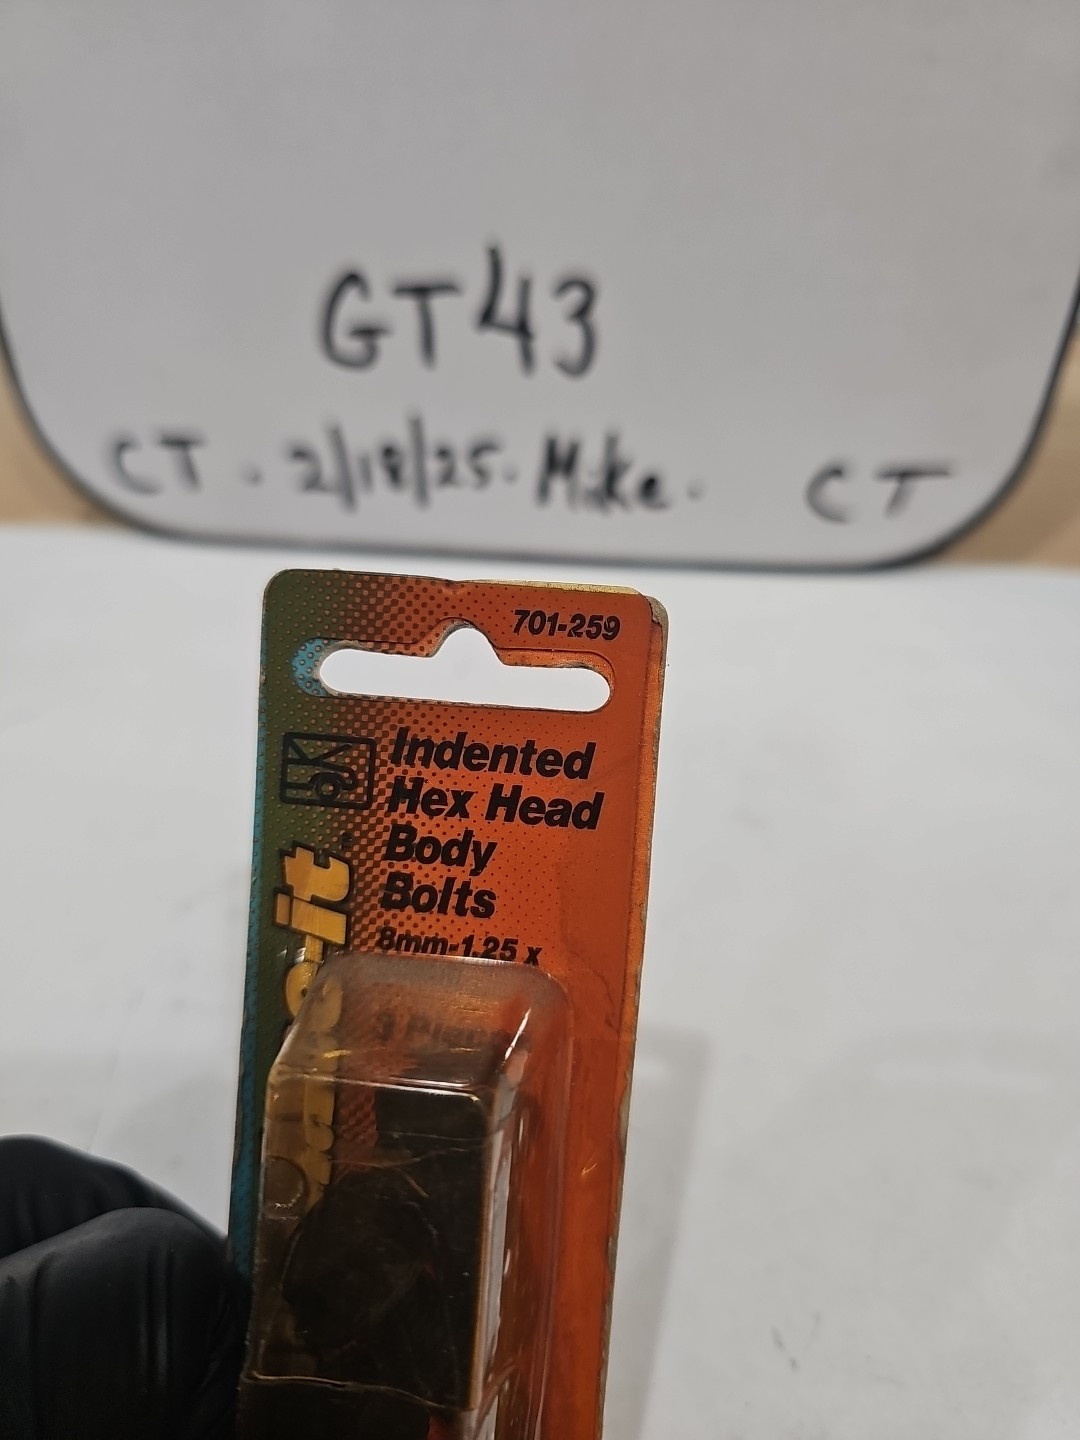 GT43
CT. 2/18/25. Mike. CT
701-259
Indented
Hex Head
Body
Bolts
8mm-1.25 x